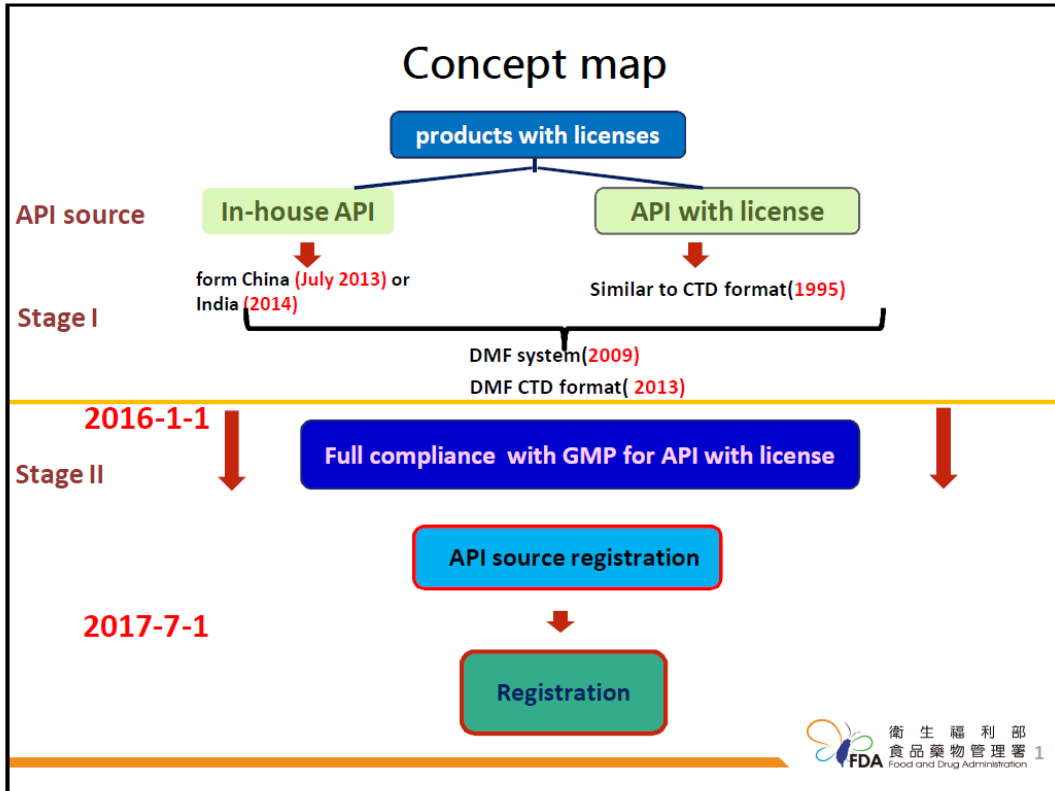 Concept map
products with licenses
API source
In-house API
API with license
form China (July 2013) or
India (2014)
Similar to CTD format(1995)
Stage I
DMF system(2009)
DMF CTD format( 2013)
2016-1-1
Stage II
Full compliance with GMP for API with license
API source registration
2017-7-1
Registration
衛生福利部
食品藥物管理署
FDA Food and Drug Administration
1